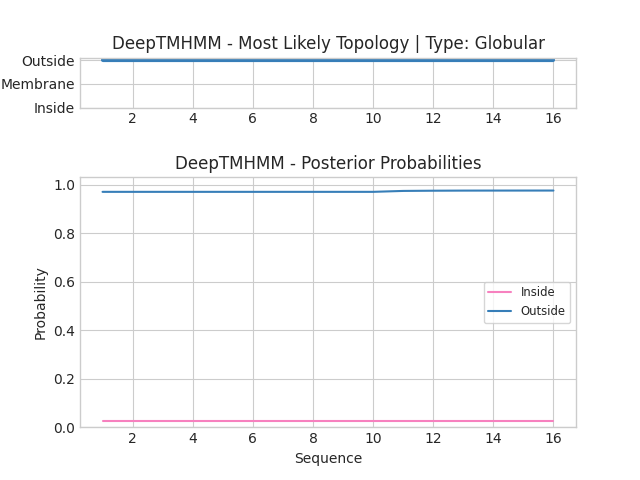 DeepTMHMM - Most Likely Topology | Type: Globular
Outside
Membrane
Inside
2 4 6 8 10 12 14 16
DeepTMHMM - Posterior Probabilities
1.0
0.8
0.6
0.4
0.2
0.0
Probability
Inside
Outside
2 4 6 8 10 12 14 16
Sequence